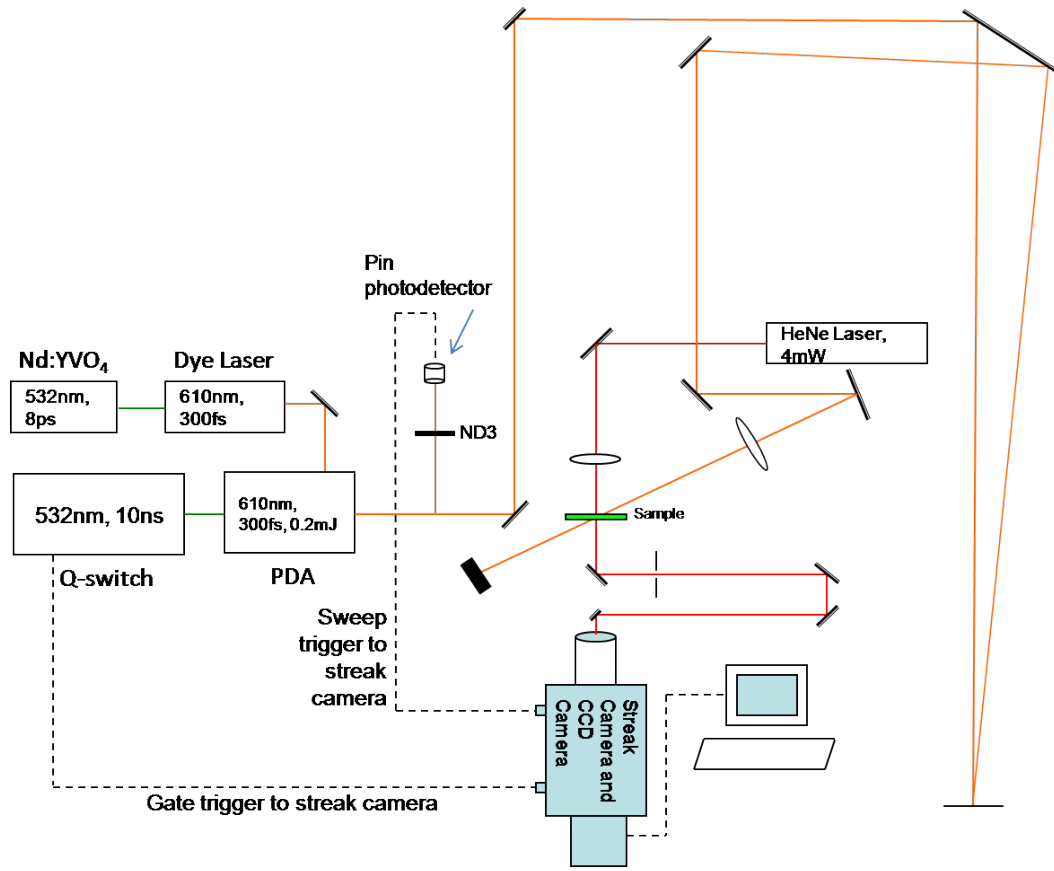 Pin
photodetector
HeNe Laser,
4mW
Nd:YVO4
Dye Laser
532nm,
8ps
610nm,
300fs
ND3
532nm, 10ns
610nm,
300fs, 0.2mJ
Sample
Q-switch
PDA
Sweep
trigger to
streak
camera
Streak
Camera and
CCD
Camera
Gate trigger to streak camera